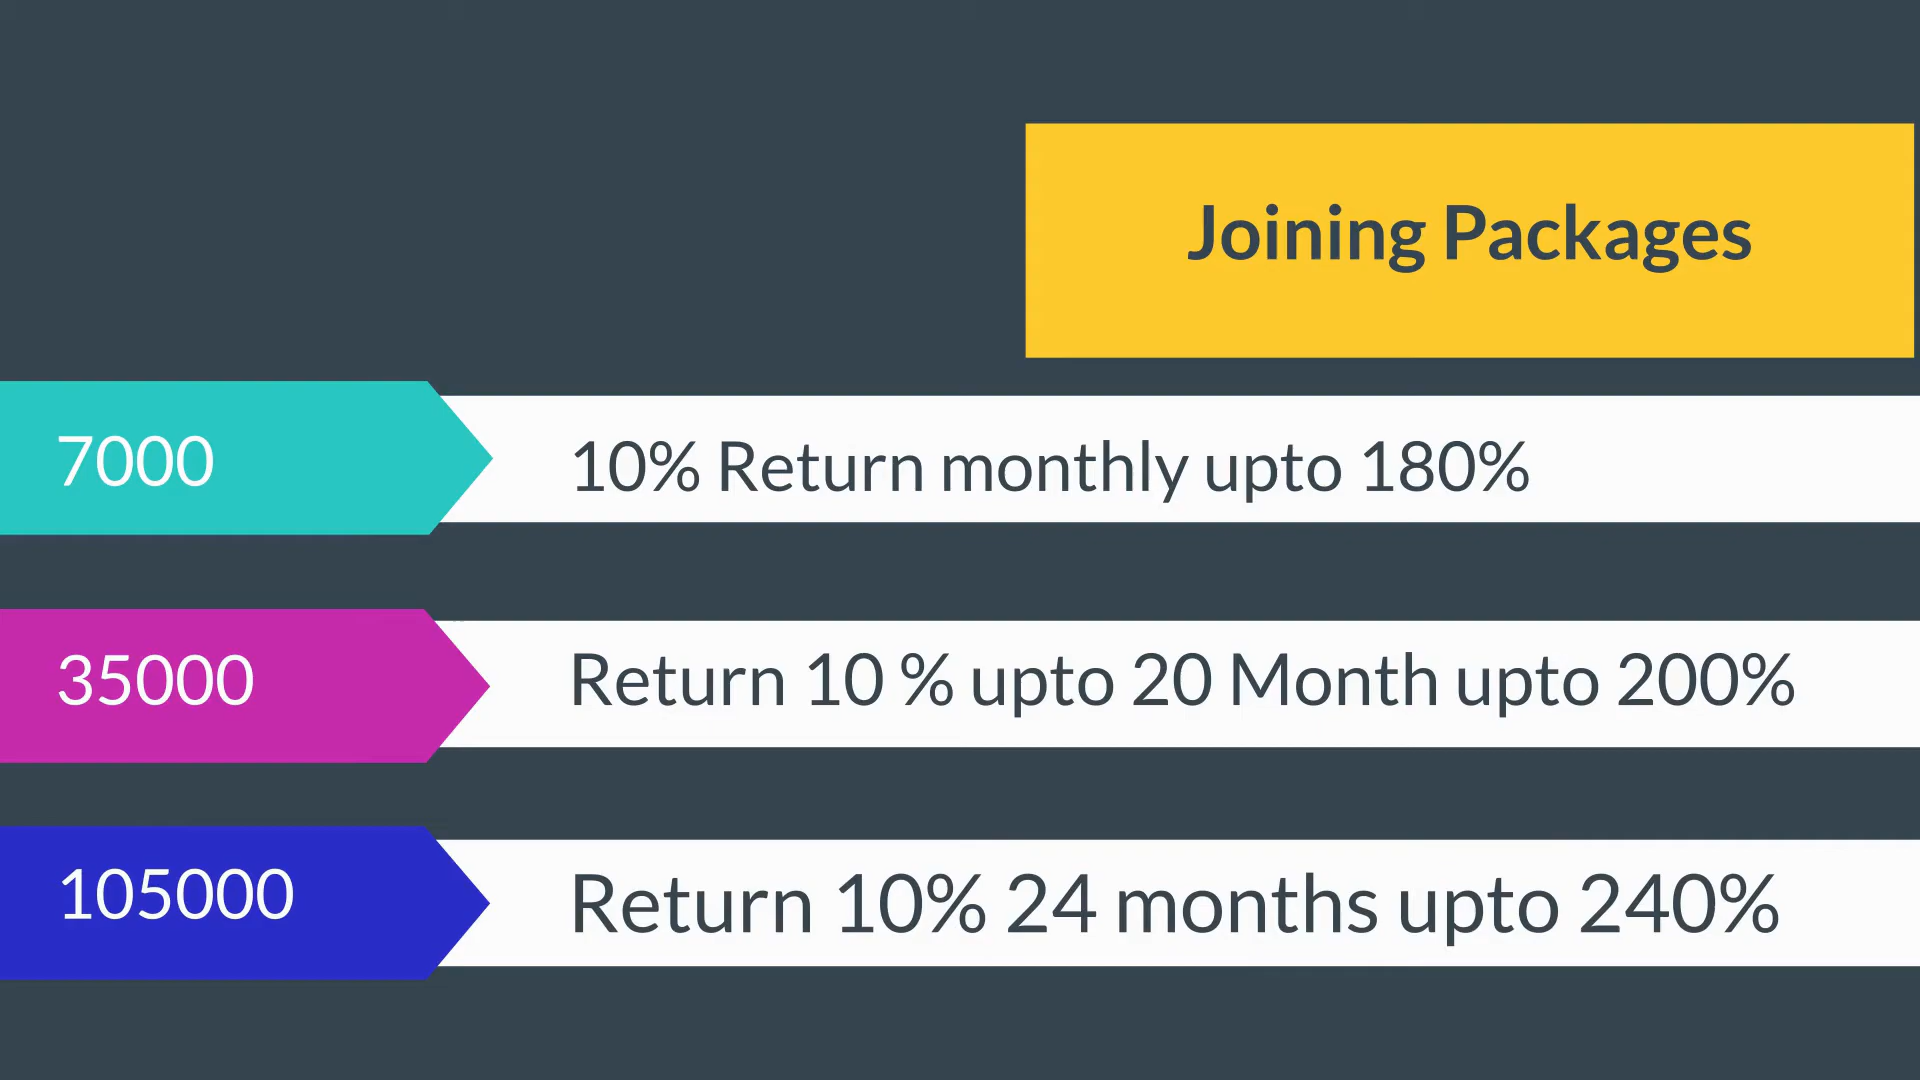 Joining Packages
7000
10% Return monthly upto 180%
35000
Return 10 % upto 20 Month upto 200%
105000
Return 10% 24 months upto 240%